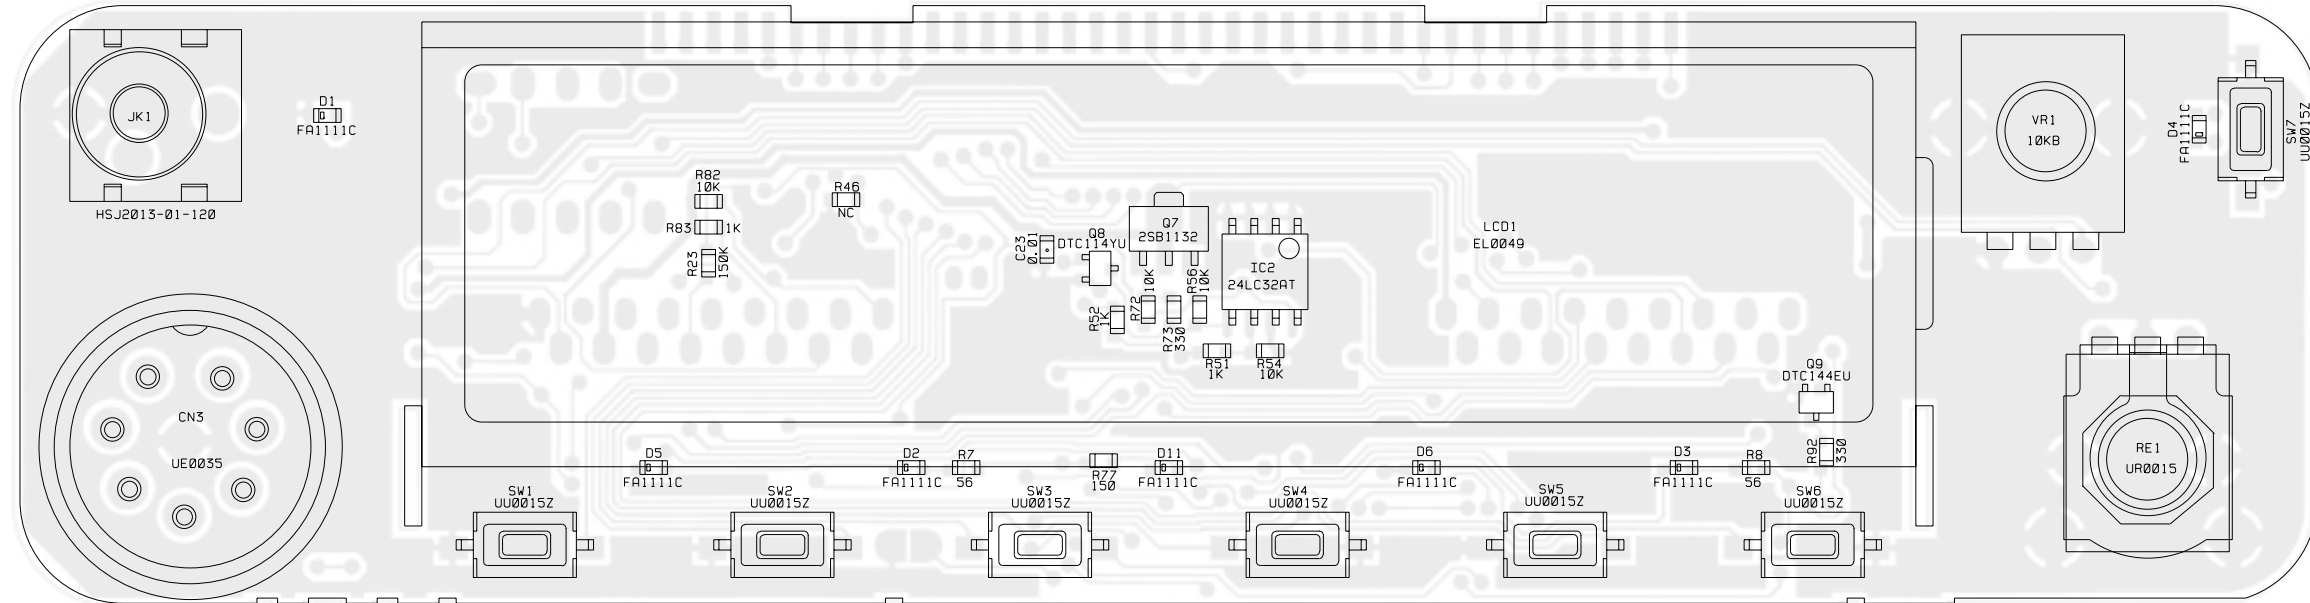 D1
FA1111C
JK1
HSJ2013-01-120
VR1
10KB
D4
FA1111C
SW7
UU0015Z
R82
10K
R83 1K
R23
150K
R46
NC
C23
0.01
Q8
DTC114YU
Q7
2SB1132
IC2
24LC32AT
LCD1
EL0049
R52
1K
R72
10K
R73
330
R56
10K
R51
1K
R54
10K
Q9
DTC144EU
R92
330
CN3
UE0035
RE1
UR0015
D5
FA1111C
D2
FA1111C
R7
56
R77
150
D11
FA1111C
D6
FA1111C
D3
FA1111C
R8
56
SW1
UU0015Z
SW2
UU0015Z
SW3
UU0015Z
SW4
UU0015Z
SW5
UU0015Z
SW6
UU0015Z